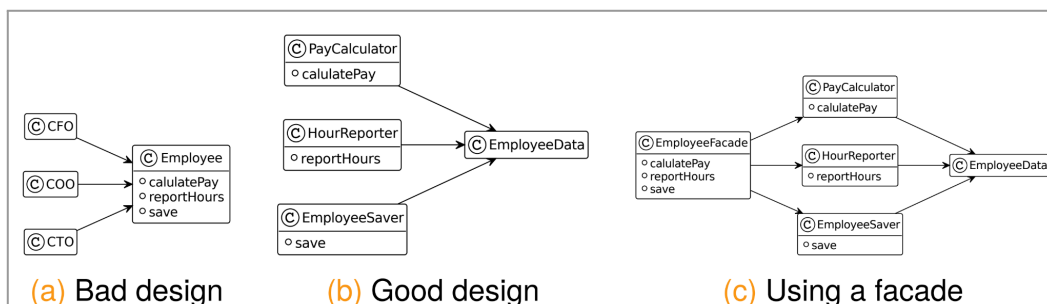 CFO
COO
CTO
Employee
calulatePay
reportHours
save
(a) Bad design
PayCalculator
calulatePay
HourReporter
reportHours
EmployeeSaver
save
EmployeeData
(b) Good design
EmployeeFacade
calulatePay
reportHours
save
PayCalculator
calulatePay
HourReporter
reportHours
EmployeeSaver
save
EmployeeData
(c) Using a facade